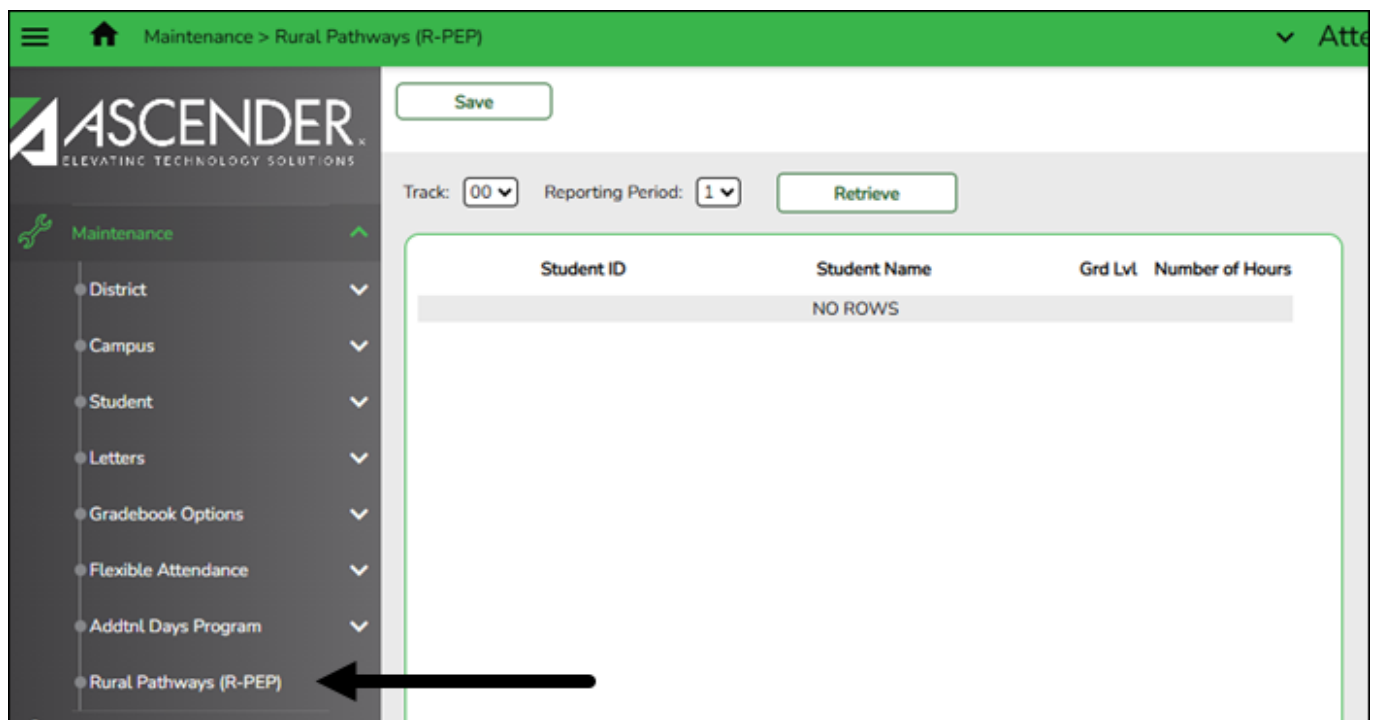 Maintenance > Rural Pathways (R-PEP)
Atte
ASCENDER
ELEVATING TECHNOLOGY SOLUTIONS
Save
Track: 00 Reporting Period: 1 Retrieve
Maintenance
District
Campus
Student
Letters
Gradebook Options
Flexible Attendance
Addtnl Days Program
Rural Pathways (R-PEP)
Student ID Student Name Grd Lvl Number of Hours
NO ROWS